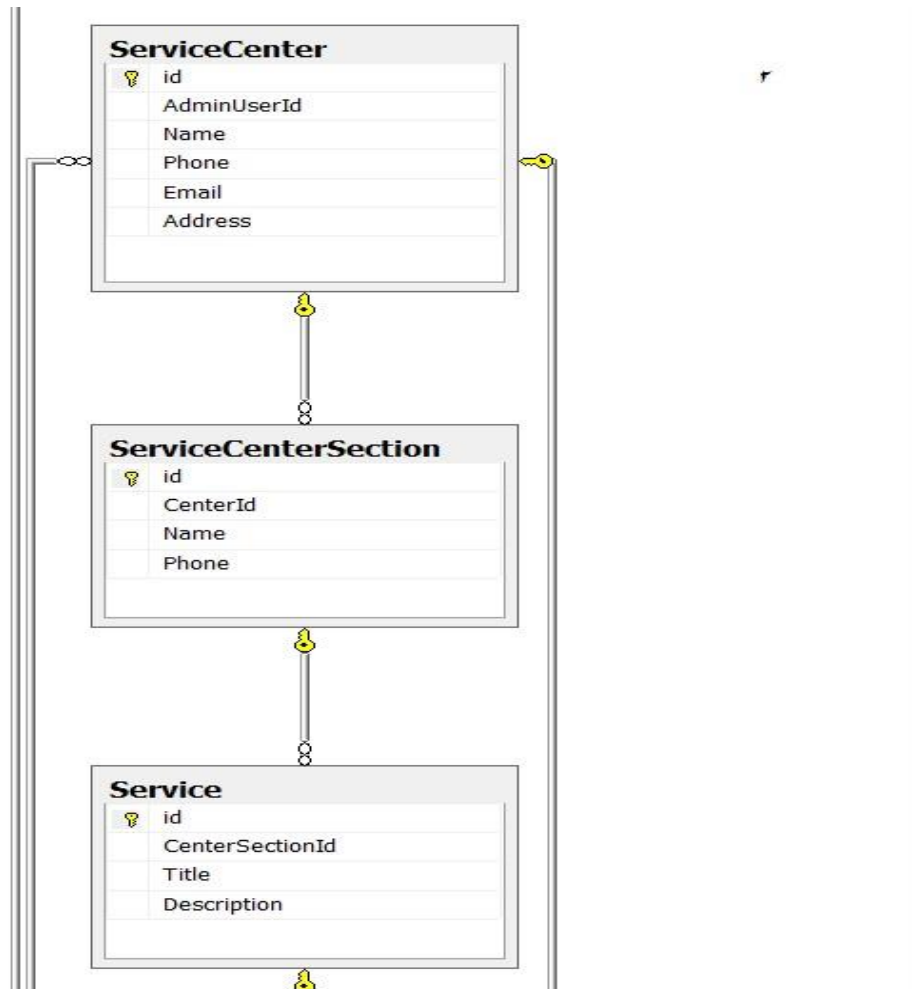 ServiceCenter
id
AdminUserId
Name
Phone
Email
Address
ServiceCenterSection
id
CenterId
Name
Phone
Service
id
CenterSectionId
Title
Description